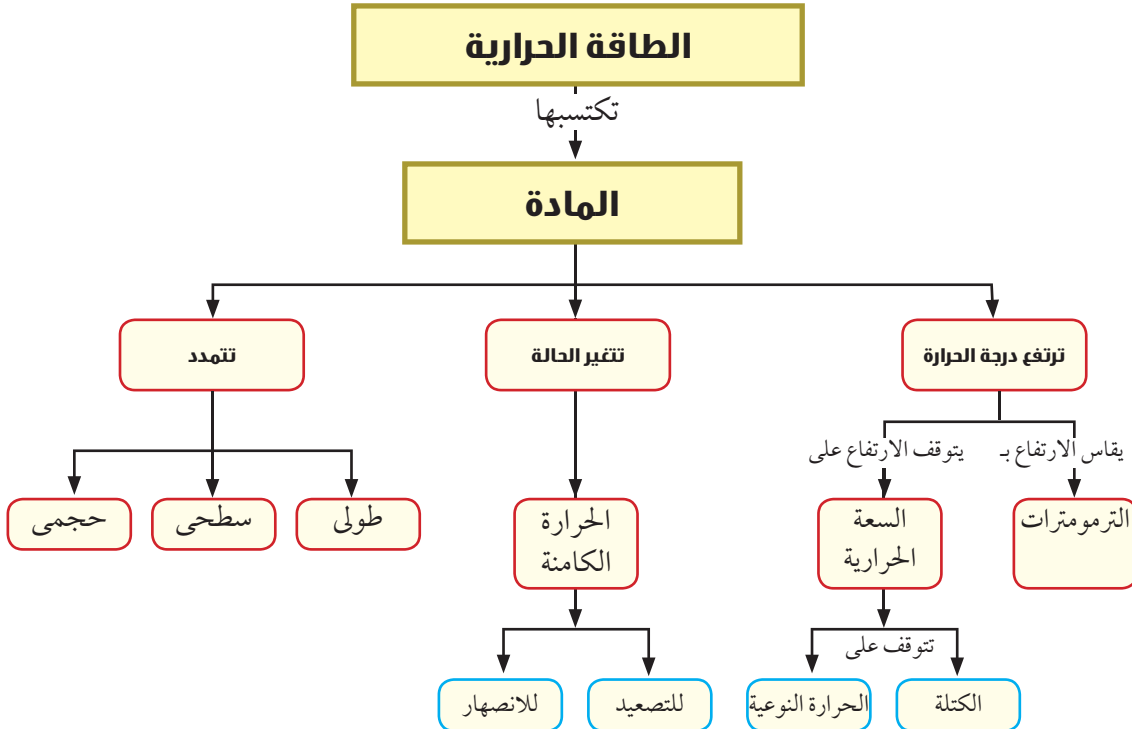 الطاقة الحرارية
تكتسبها
المادة
ترتفع درجة الحرارة
تتغير الحالة
تتمدد
يقاس الارتفاع بـ
يتوقف الارتفاع على
الترمومترات
السعة
الحرارية
الحرارة
الكامنة
طولى
سطحى
حجمى
تتوقف على
الكتلة
الحرارة النوعية
للتصعيد
للانصهار